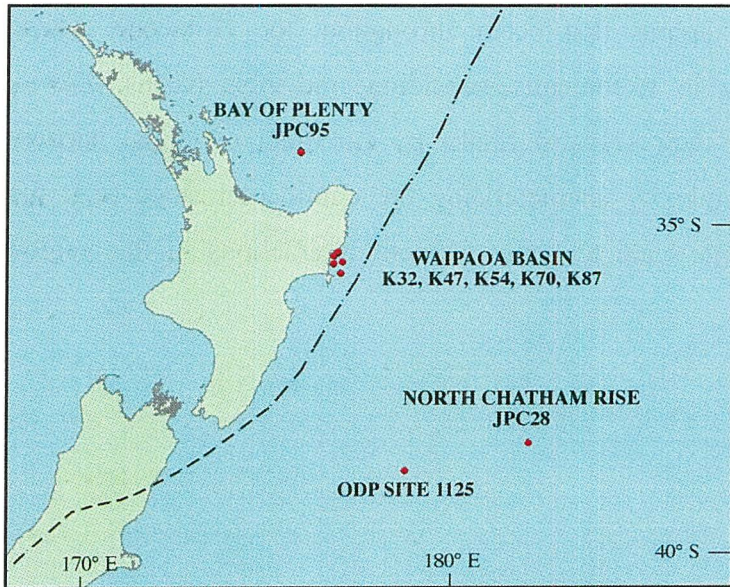 BAY OF PLENTY
JPC95
35° S
WAIPAOA BASIN
K32, K47, K54, K70, K87
NORTH CHATHAM RISE
JPC28
ODP SITE 1125
170° E
180° E
40° S